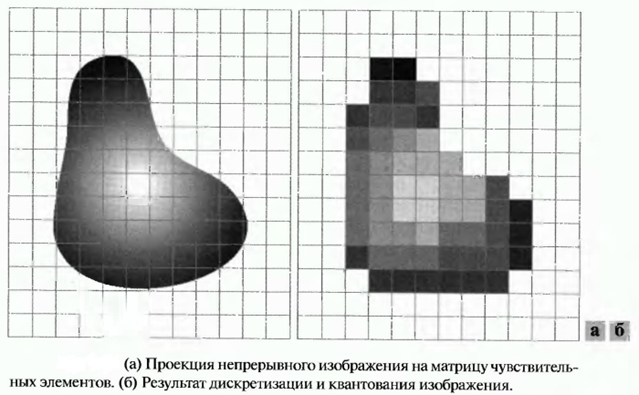 а б
(а) Проекция непрерывного изображения на матрицу чувствитель-
ных элементов. (б) Результат дискретизации и квантования изображения.